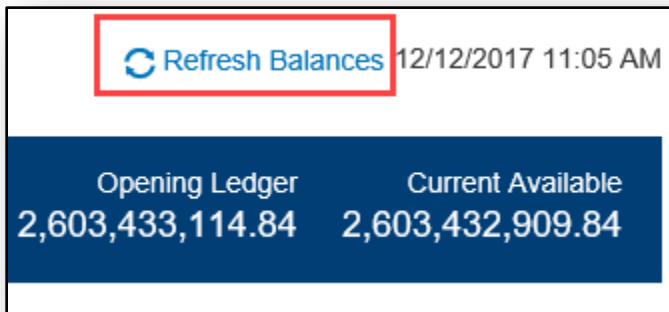 Refresh Balances 12/12/2017 11:05 AM
Opening Ledger Current Available
2,603,433,114.84 2,603,432,909.84